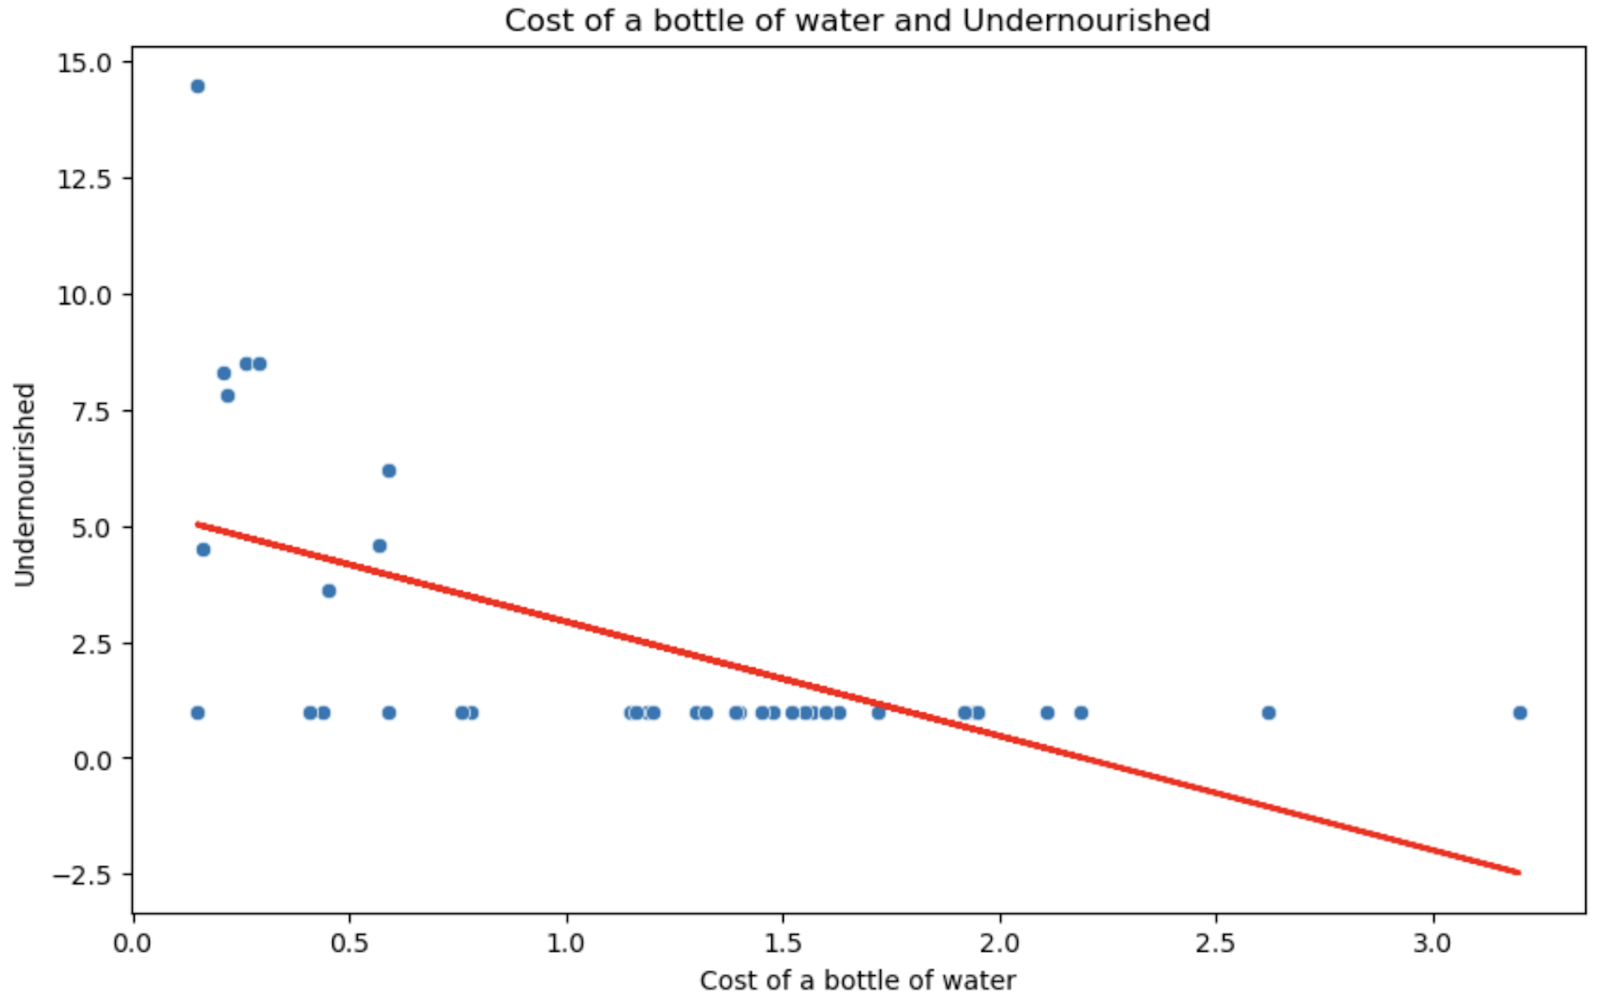 Cost of a bottle of water and Undernourished
15.0
12.5
10.0
7.5
5.0
2.5
0.0
−2.5
Undernourished
0.0 0.5 1.0 1.5 2.0 2.5 3.0
Cost of a bottle of water